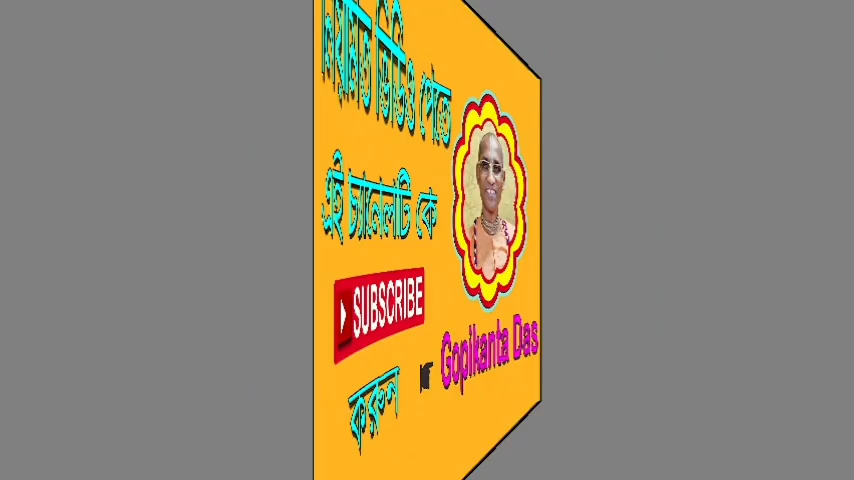 নিয়মিত ভিডিও পেতে
এই চ্যানেলটি কে
SUBSCRIBE
করুন
Gopikanta Das